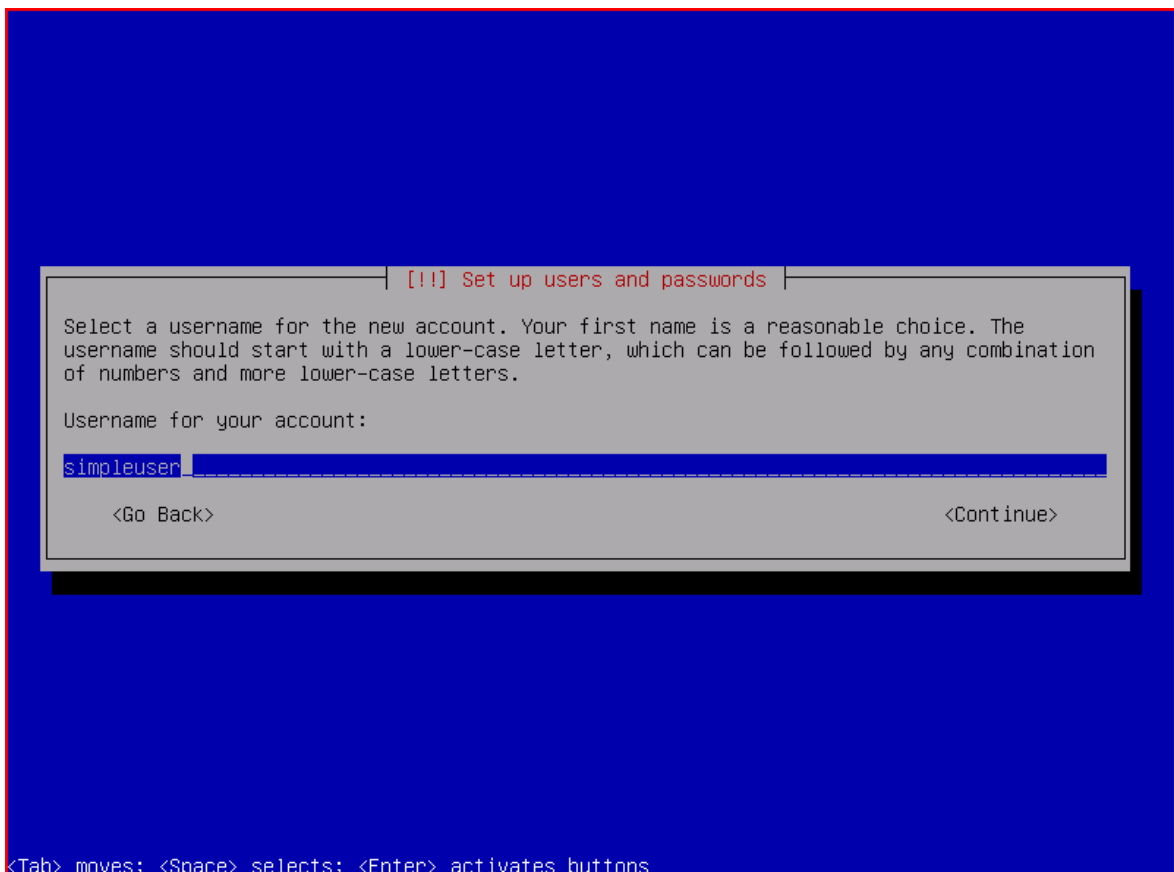 [!!] Set up users and passwords
Select a username for the new account. Your first name is a reasonable choice. The
username should start with a lower-case letter, which can be followed by any combination
of numbers and more lower-case letters.
Username for your account:
simpleuser
<Go Back> <Continue>
<Tab> moves; <Space> selects; <Enter> activates buttons